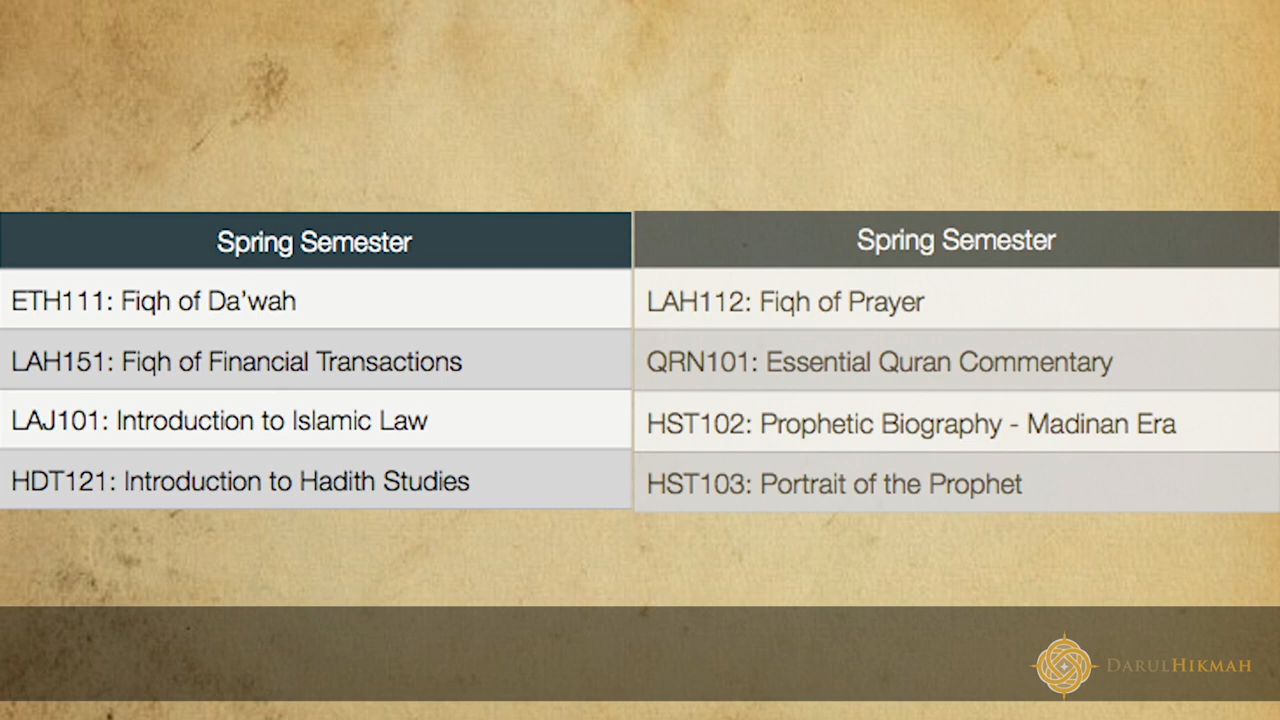 Spring Semester
ETH111: Fiqh of Da’wah
LAH151: Fiqh of Financial Transactions
LAJ101: Introduction to Islamic Law
HDT121: Introduction to Hadith Studies
Spring Semester
LAH112: Fiqh of Prayer
QRN101: Essential Quran Commentary
HST102: Prophetic Biography - Madinan Era
HST103: Portrait of the Prophet
DARULHIKMAH